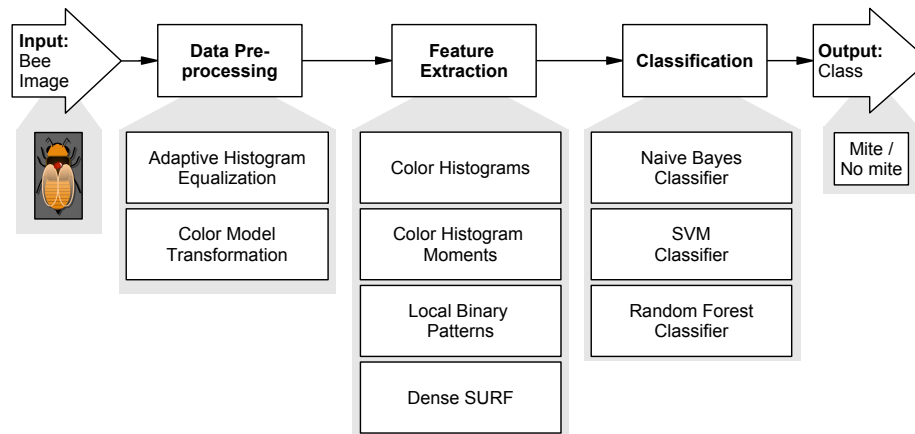 Input:
Bee
Image
Data Pre-
processing
Feature
Extraction
Classification
Output:
Class
Adaptive Histogram
Equalization
Color Model
Transformation
Color Histograms
Color Histogram
Moments
Local Binary
Patterns
Dense SURF
Naive Bayes
Classifier
SVM
Classifier
Random Forest
Classifier
Mite /
No mite